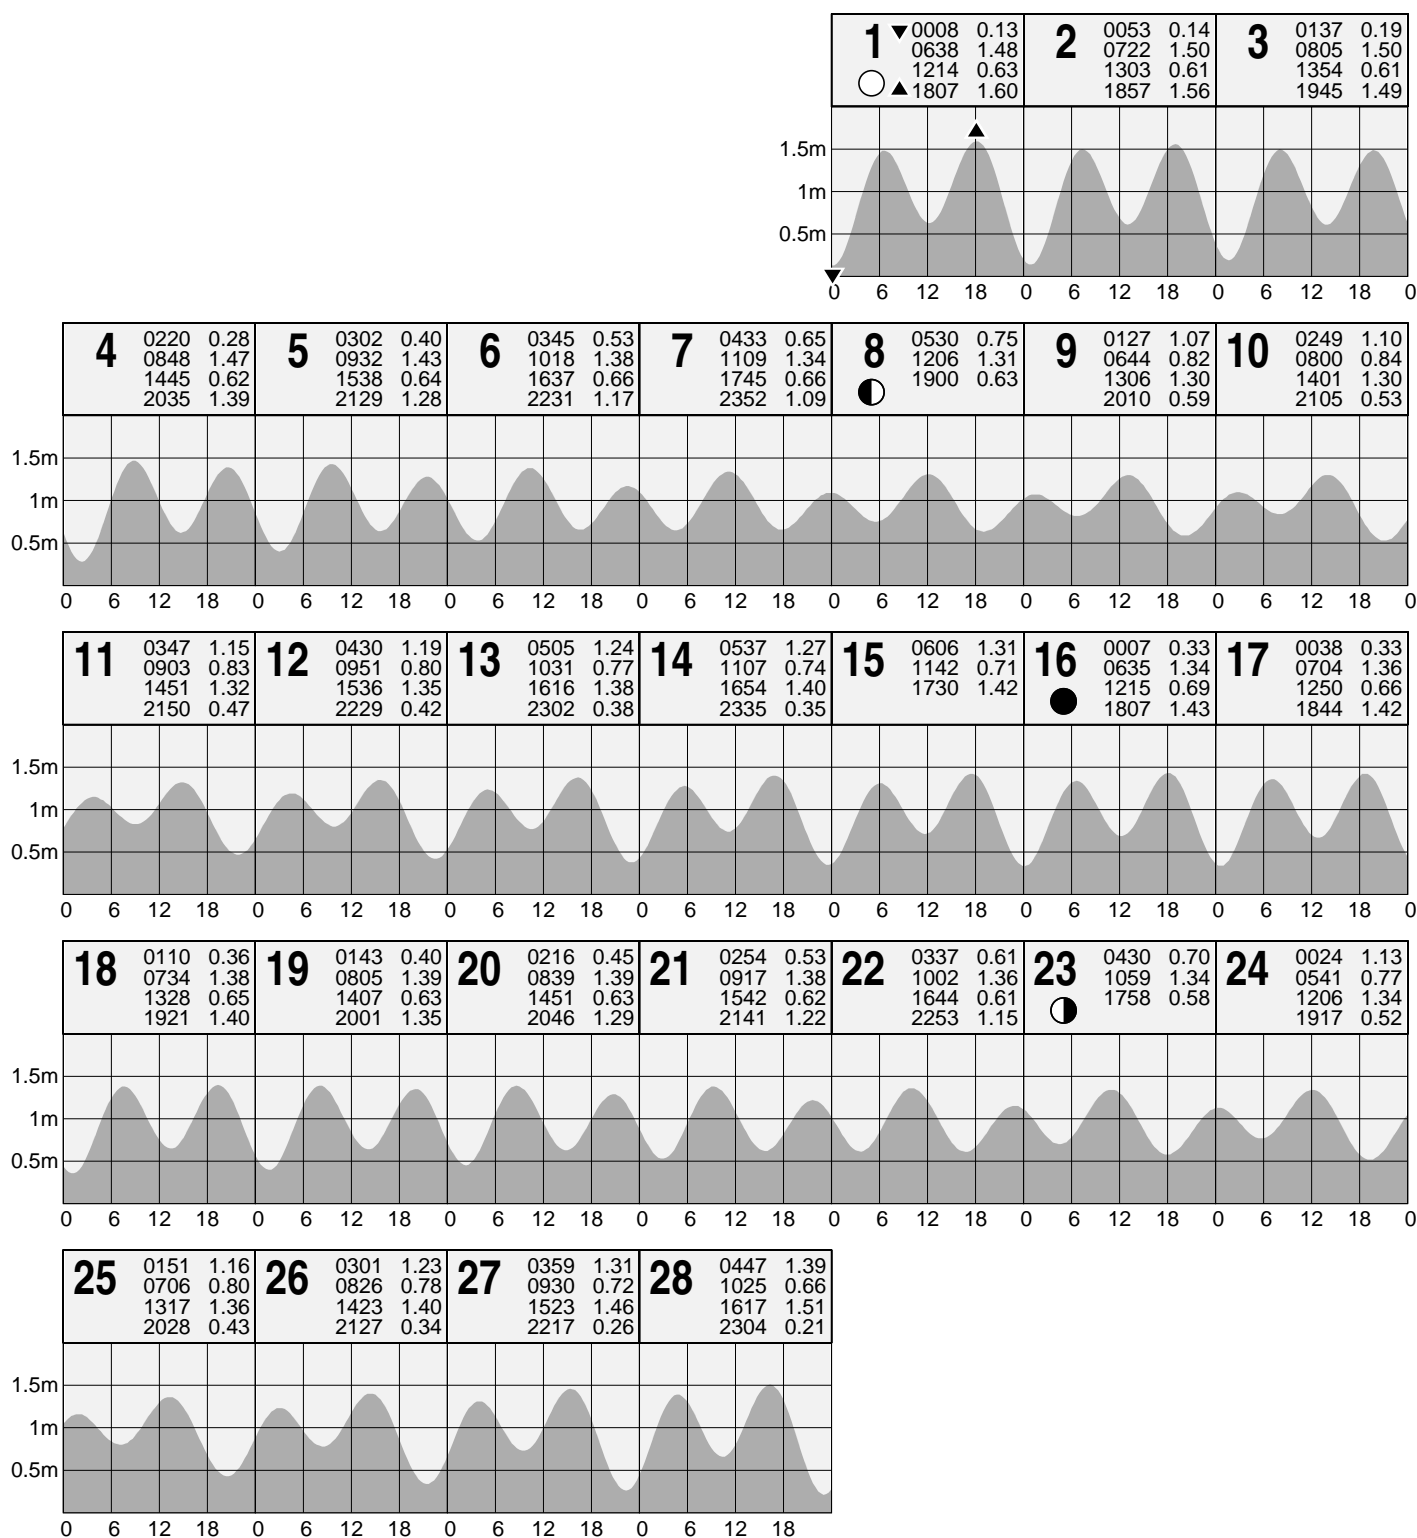 1 ▼ 0008 0.13 2 0053 0.14 3 0137 0.19
0638 1.48 0722 1.50 0805 1.50
1214 0.63 1303 0.61 1354 0.61
▲ 1807 1.60 1857 1.56 1945 1.49
1.5m
1m
0.5m
0 6 12 18 0 6 12 18 0 6 12 18 0
4 0220 0.28 5 0302 0.40 6 0345 0.53 7 0433 0.65 8 0530 0.75 9 0127 1.07 10 0249 1.10
0848 1.47 0932 1.43 1018 1.38 1109 1.34 1206 1.31 0644 0.82 0800 0.84
1445 0.62 1538 0.64 1637 0.66 1745 0.66 1900 0.63 1306 1.30 1401 1.30
2035 1.39 2129 1.28 2231 1.17 2352 1.09 2010 0.59 2105 0.53
1.5m
1m
0.5m
0 6 12 18 0 6 12 18 0 6 12 18 0 6 12 18 0 6 12 18 0 6 12 18 0 6 12 18 0
11 0347 1.15 12 0430 1.19 13 0505 1.24 14 0537 1.27 15 0606 1.31 16 0007 0.33 17 0038 0.33
0903 0.83 0951 0.80 1031 0.77 1107 0.74 1142 0.71 0635 1.34 0704 1.36
1451 1.32 1536 1.35 1616 1.38 1654 1.40 1730 1.42 1215 0.69 1250 0.66
2150 0.47 2229 0.42 2302 0.38 2335 0.35 1807 1.43 1844 1.42
1.5m
1m
0.5m
0 6 12 18 0 6 12 18 0 6 12 18 0 6 12 18 0 6 12 18 0 6 12 18 0 6 12 18 0
18 0110 0.36 19 0143 0.40 20 0216 0.45 21 0254 0.53 22 0337 0.61 23 0430 0.70 24 0024 1.13
0734 1.38 0805 1.39 0839 1.39 0917 1.38 1002 1.36 1059 1.34 0541 0.77
1328 0.65 1407 0.63 1451 0.63 1542 0.62 1644 0.61 1758 0.58 1206 1.34
1921 1.40 2001 1.35 2046 1.29 2141 1.22 2253 1.15 1917 0.52
1.5m
1m
0.5m
0 6 12 18 0 6 12 18 0 6 12 18 0 6 12 18 0 6 12 18 0 6 12 18 0 6 12 18 0
25 0151 1.16 26 0301 1.23 27 0359 1.31 28 0447 1.39
0706 0.80 0826 0.78 0930 0.72 1025 0.66
1317 1.36 1423 1.40 1523 1.46 1617 1.51
2028 0.43 2127 0.34 2217 0.26 2304 0.21
1.5m
1m
0.5m
0 6 12 18 0 6 12 18 0 6 12 18 0 6 12 18